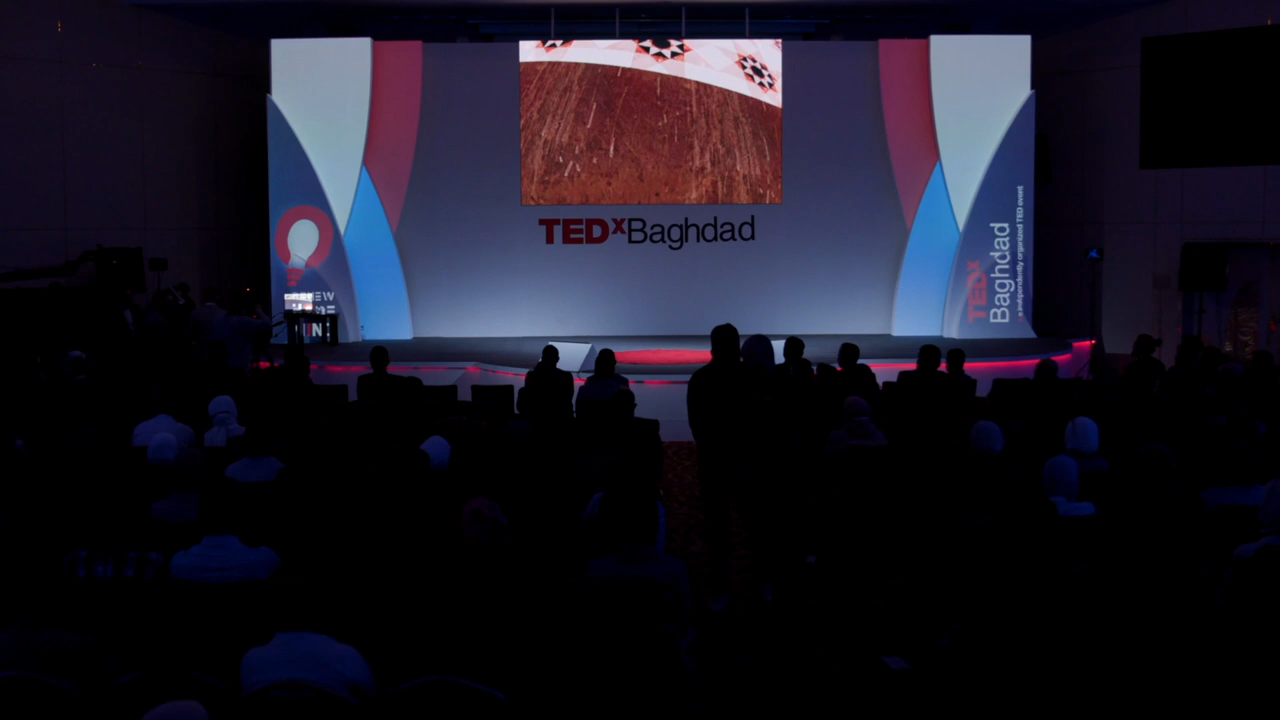 TEDxBaghdad
TEDx
Baghdad
x = independently organized TED event